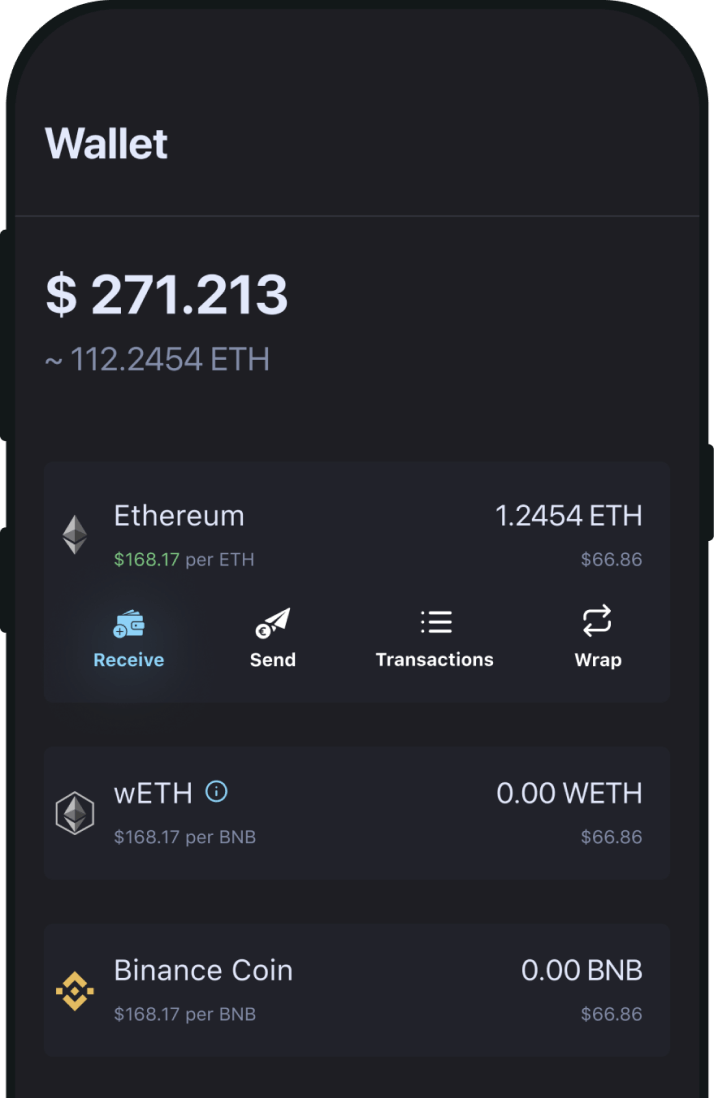 Wallet
$ 271.213
~ 112.2454 ETH
Ethereum 1.2454 ETH
$168.17 per ETH $66.86
Receive Send Transactions Wrap
wETH 0.00 WETH
$168.17 per BNB $66.86
Binance Coin 0.00 BNB
$168.17 per BNB $66.86